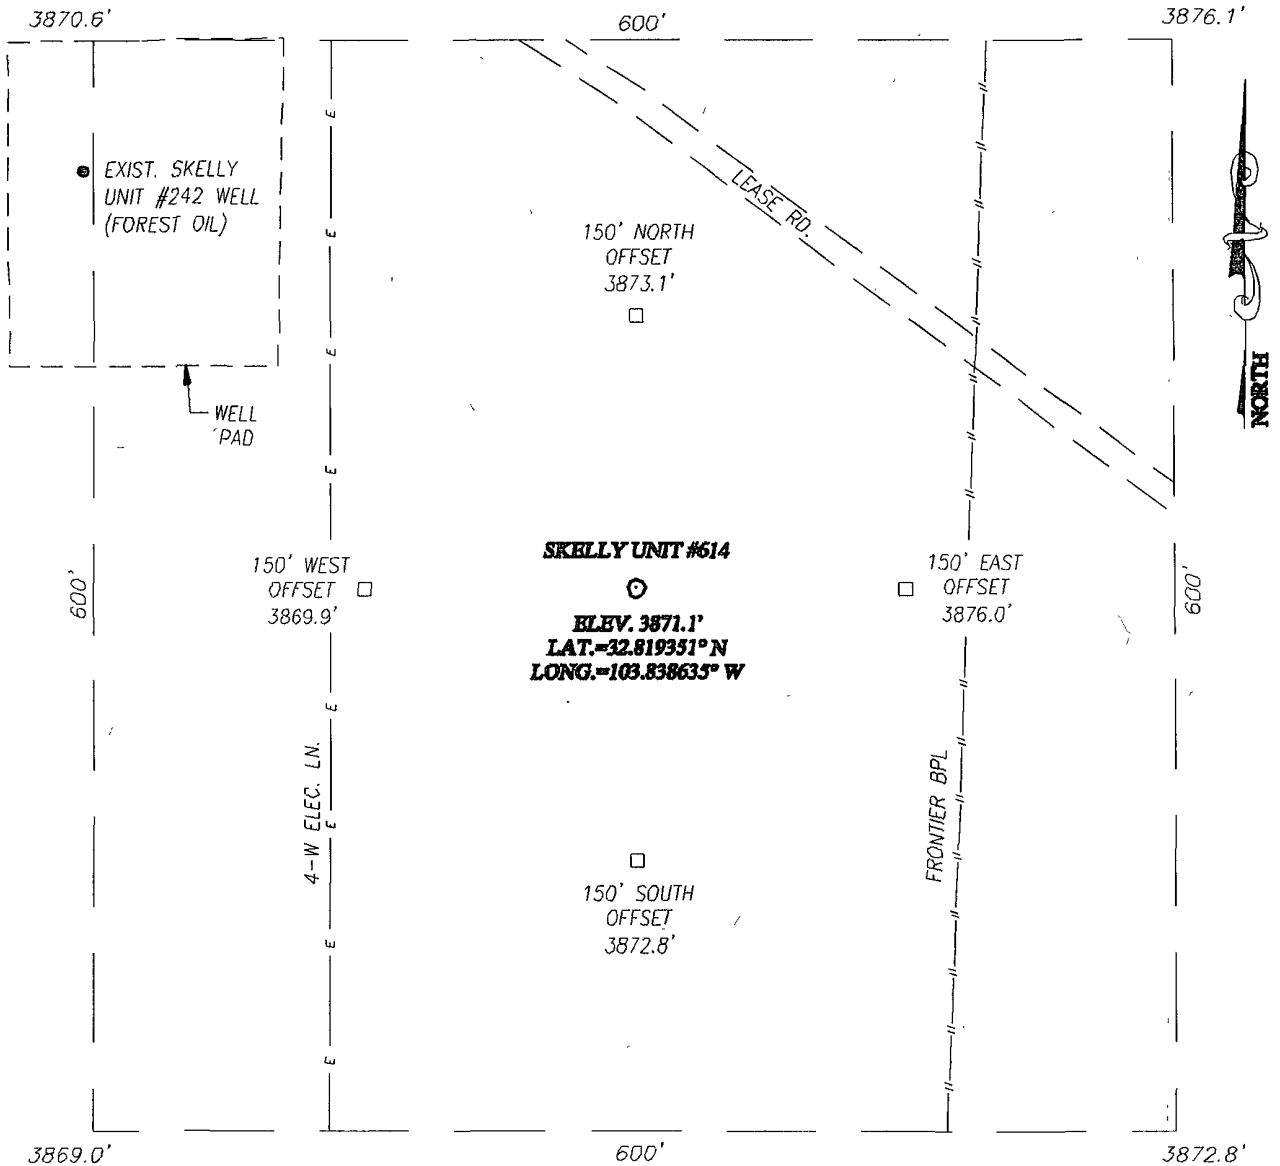 3870.6'
600'
3876.1'
EXIST. SKELLY
UNIT #242 WELL
(FOREST OIL)
LEASE RD.
150' NORTH
OFFSET
3873.1'
NORTH
WELL
PAD
600'
150' WEST
OFFSET
3869.9'
SKELLY UNIT #614
ELEV. 3871.1'
LAT.=32.819351° N
LONG.=103.838635° W
150' EAST
OFFSET
3876.0'
600'
E
E
E
E
E
E
E
E
4-W ELEC. LN.
FRONTIER BPL
150' SOUTH
OFFSET
3872.8'
3869.0'
600'
3872.8'